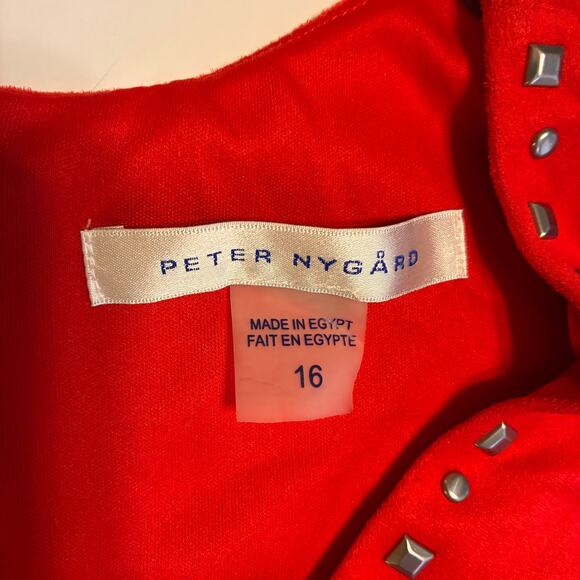 PETER NYGÅRD
MADE IN EGYPT
FAIT EN EGYPTE
16